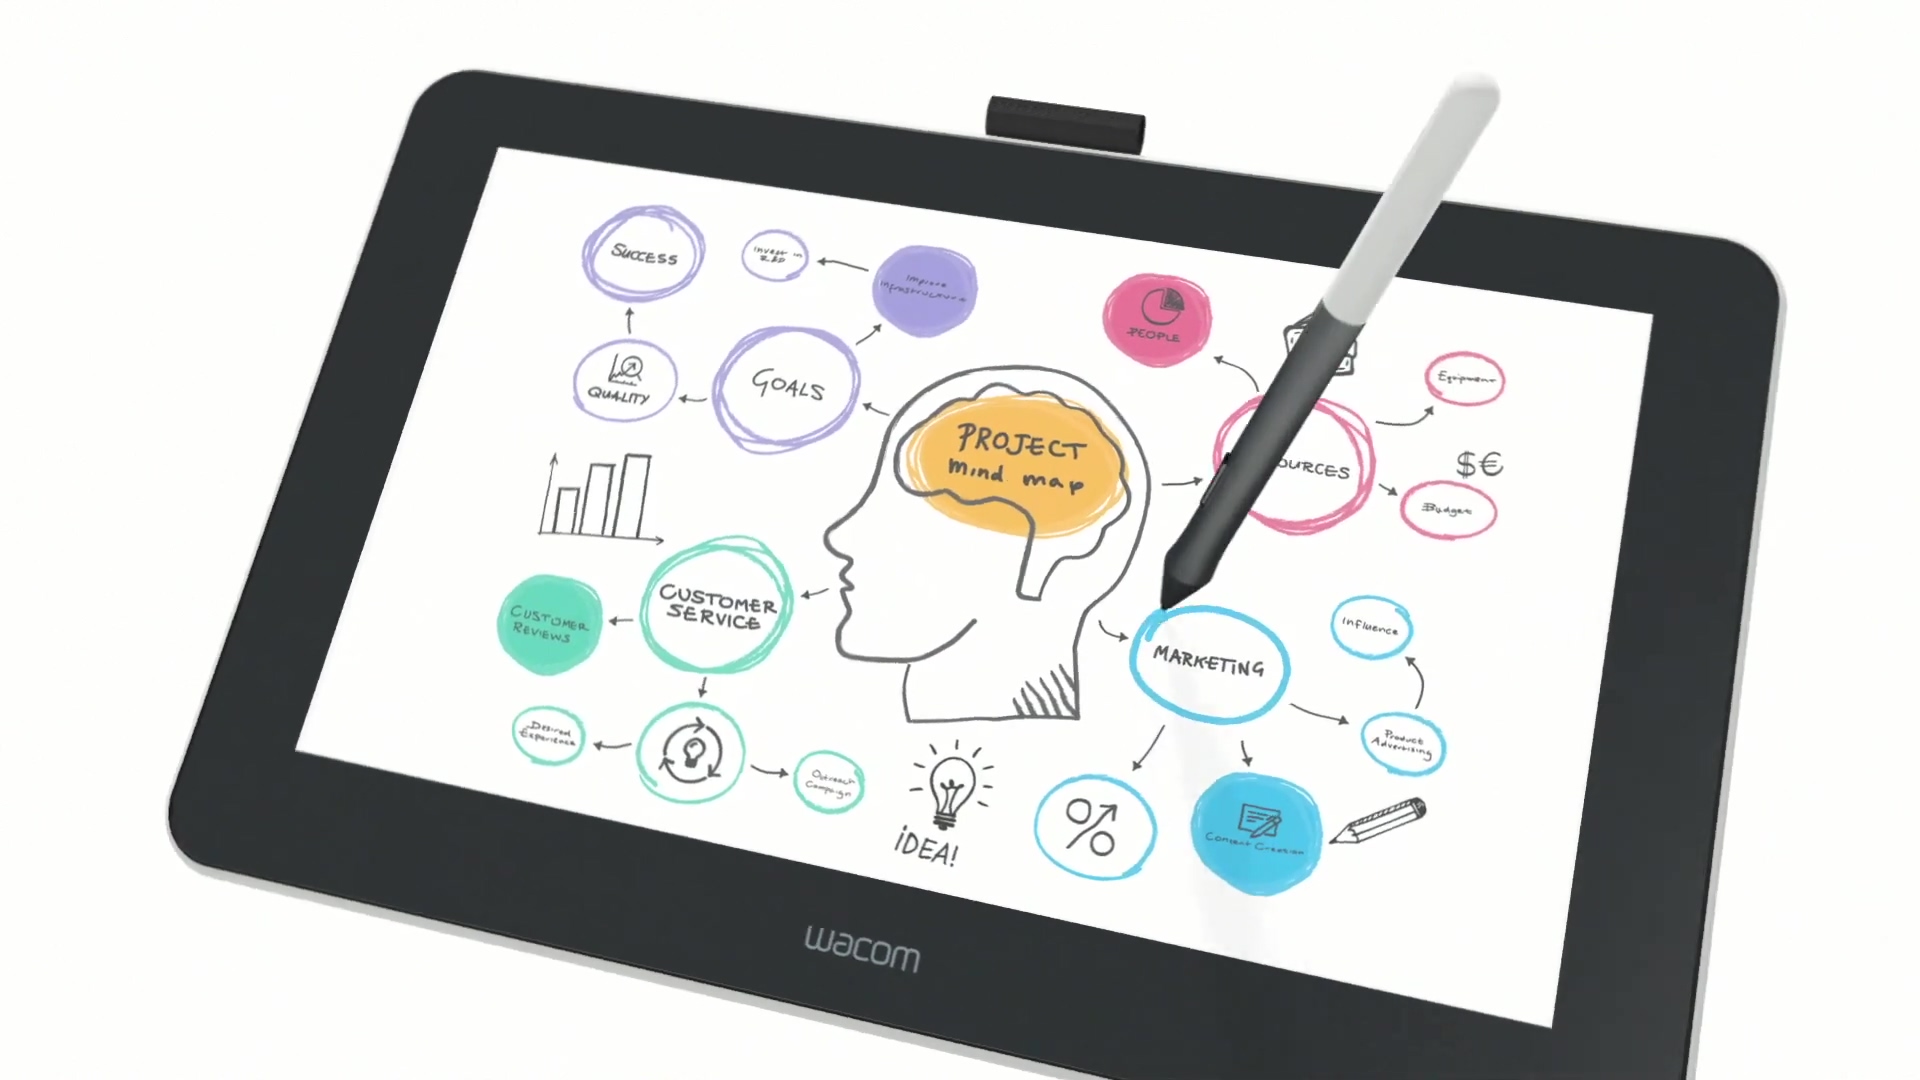 SUCCESS
Invest in
R&D
Improve
Infrastructure
PEOPLE
QUALITY
GOALS
PROJECT
mind map
OURCES
Equipment
$€
Budget
CUSTOMER
SERVICE
CUSTOMER
REVIEWS
MARKETING
Influence
Desired
Experience
Outreach
Campaign
Product
Advertising
iDEA!
%
Content Creation
wacom